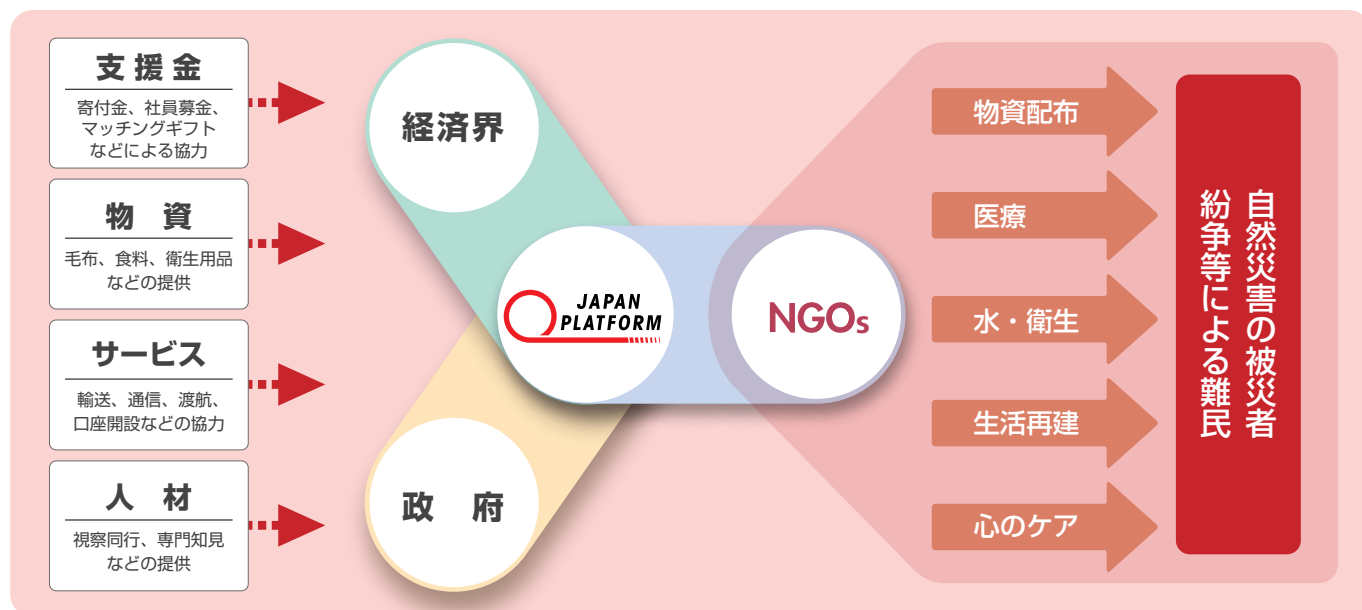 支援金
寄付金、社員募金、
マッチングギフト
などによる協力
物 資
毛布、食料、衛生用品
などの提供
サービス
輸送、通信、渡航、
口座開設などの協力
人 材
視察同行、専門知見
などの提供
経済界
政 府
JAPAN
PLATFORM
NGOs
物資配布
医療
水・衛生
生活再建
心のケア
自然災害の被災者
紛争等による難民